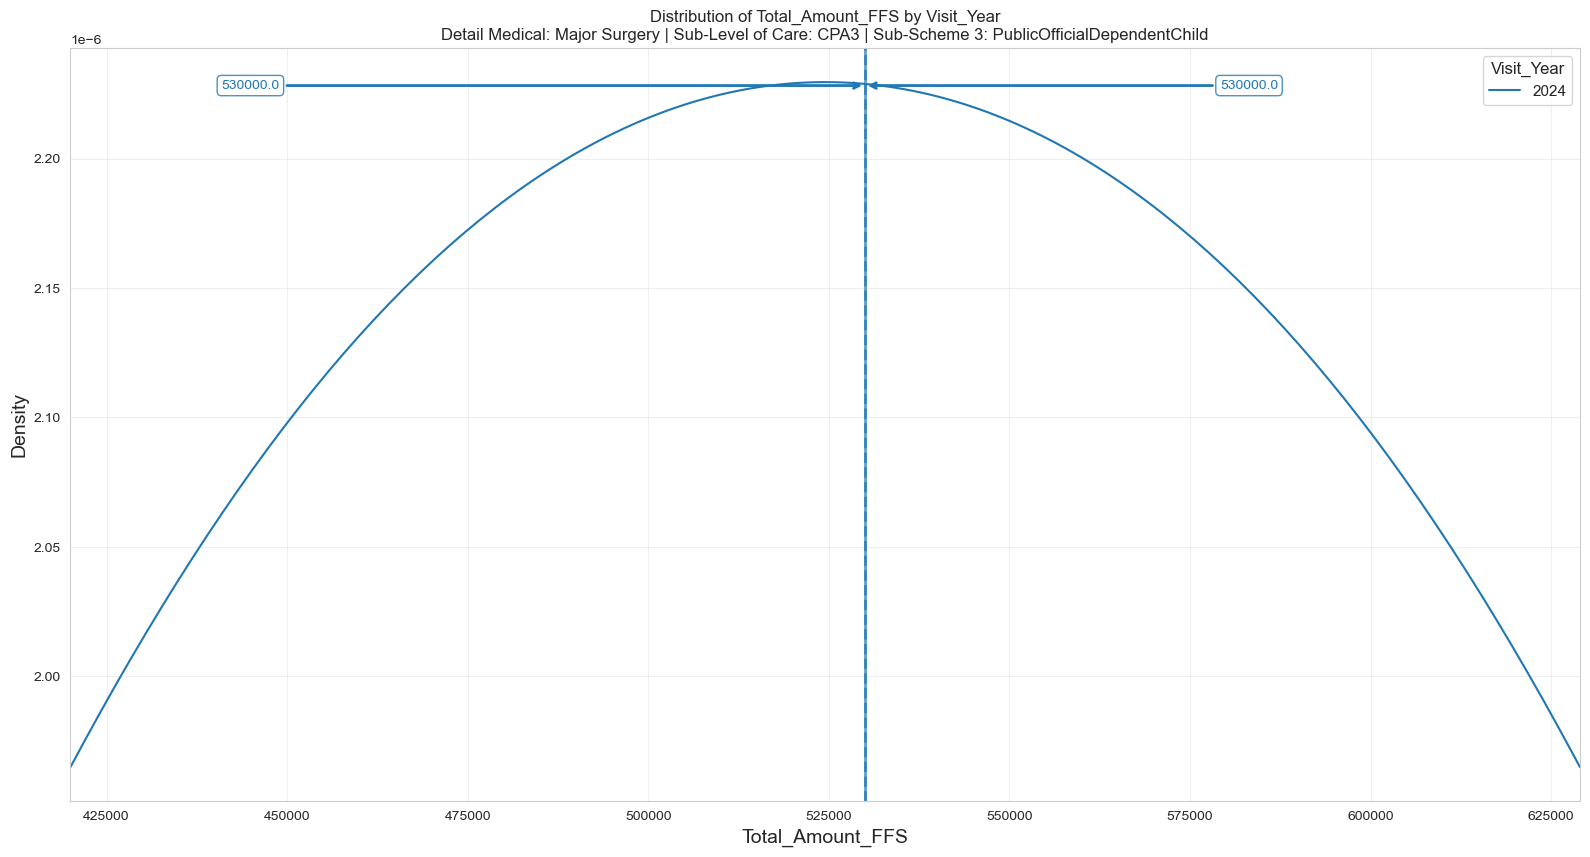 Distribution of Total_Amount_FFS by Visit_Year
Detail Medical: Major Surgery | Sub-Level of Care: CPA3 | Sub-Scheme 3: PublicOfficialDependentChild
1e−6
530000.0
530000.0
Visit_Year
2024
2.20
2.15
2.10
2.05
2.00
Density
425000
450000
475000
500000
525000
550000
575000
600000
625000
Total_Amount_FFS